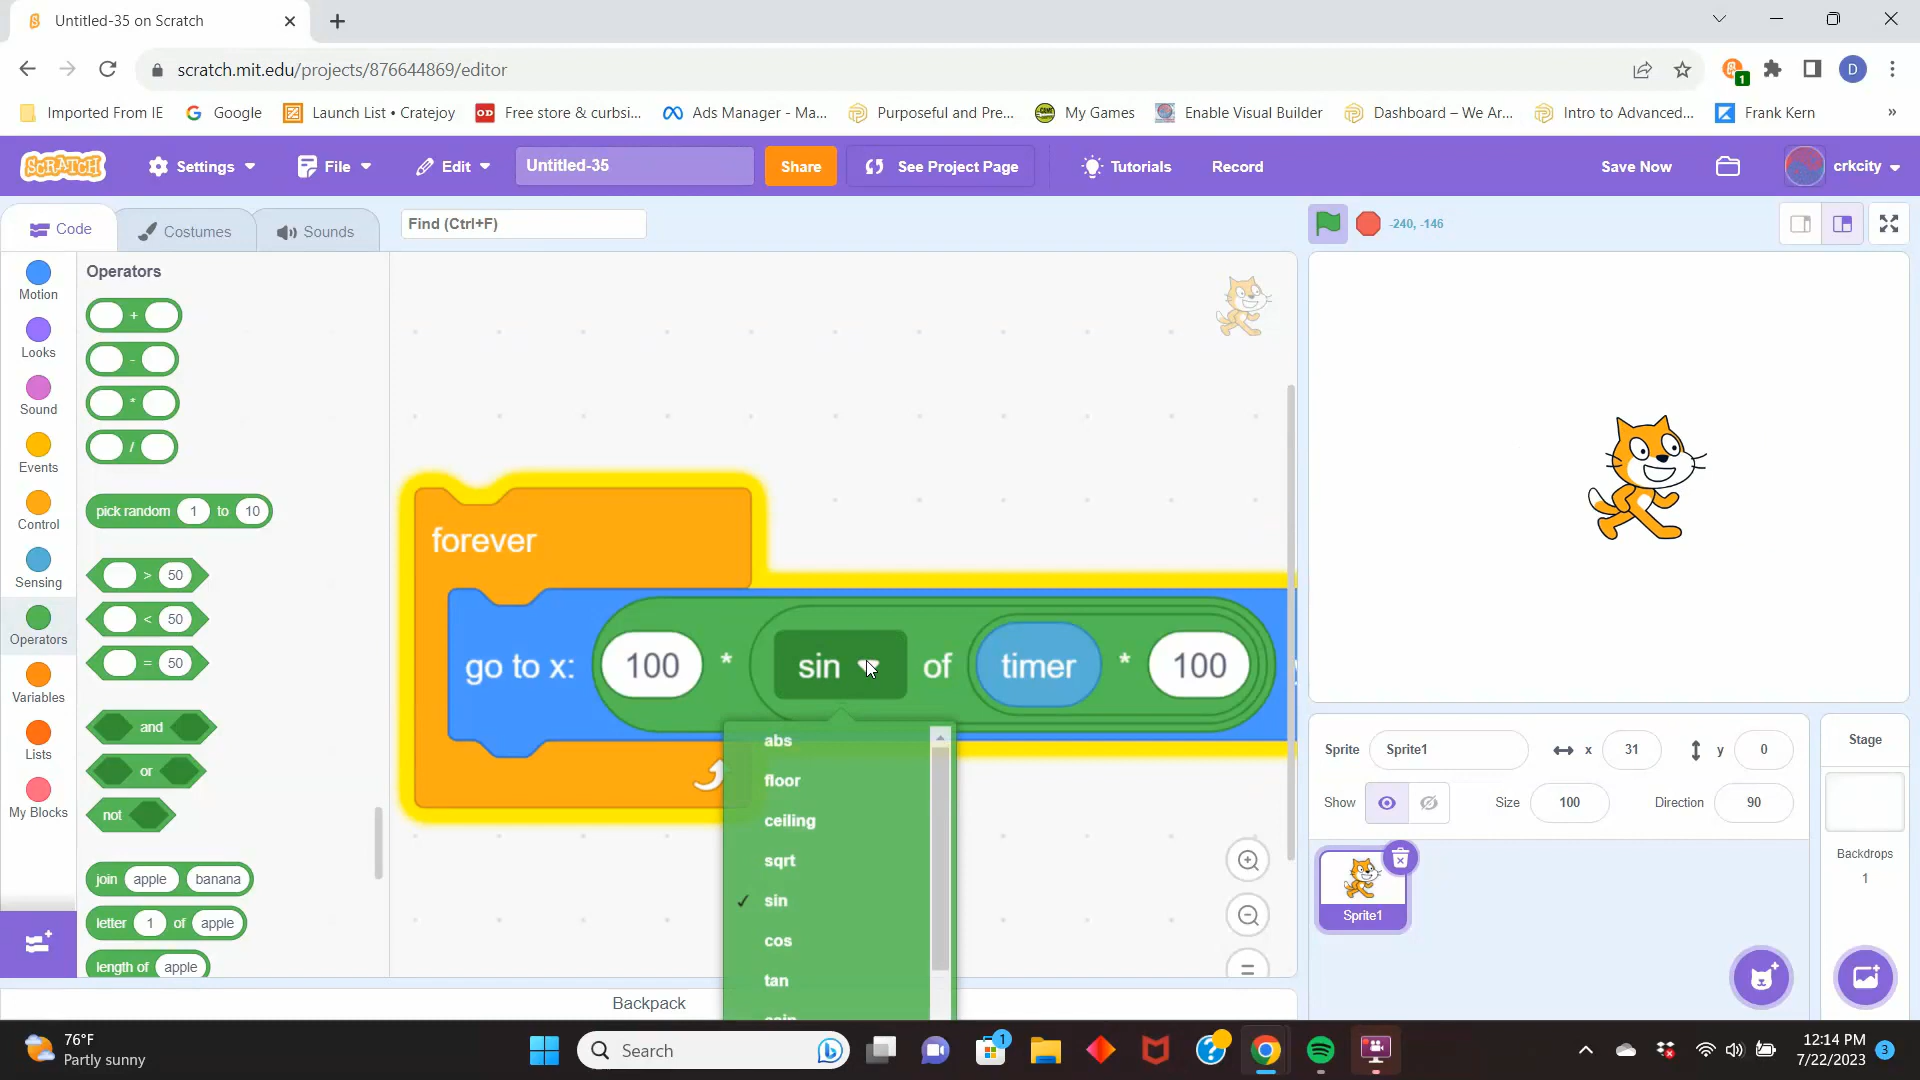 Untitled-35 on Scratch
scratch.mit.edu/projects/876644869/editor
D
1
Imported From IE
Google
Launch List • Cratejoy
OD
Free store & curbsi...
Ads Manager - Ma...
Purposeful and Pre...
My Games
Enable Visual Builder
Dashboard – We Ar...
Intro to Advanced...
Frank Kern
»
SCRATCH
Settings
File
Edit
Untitled-35
Share
See Project Page
Tutorials
Record
Save Now
crkcity
Code
Costumes
Sounds
Find (Ctrl+F)
-240, -146
Motion
Looks
Sound
Events
Control
Sensing
Operators
Variables
Lists
My Blocks
Operators
+
-
*
/
pick random 1 to 10
> 50
< 50
= 50
and
or
not
join apple banana
letter 1 of apple
length of apple
forever
go to x: 100 * sin of timer * 100
abs
floor
ceiling
sqrt
✓ sin
cos
tan
Backpack
Sprite Sprite1 x 31 y 0
Show Size 100 Direction 90
Sprite1
Stage
Backdrops
1
76°F
Partly sunny
Search
1
12:14 PM
7/22/2023
3